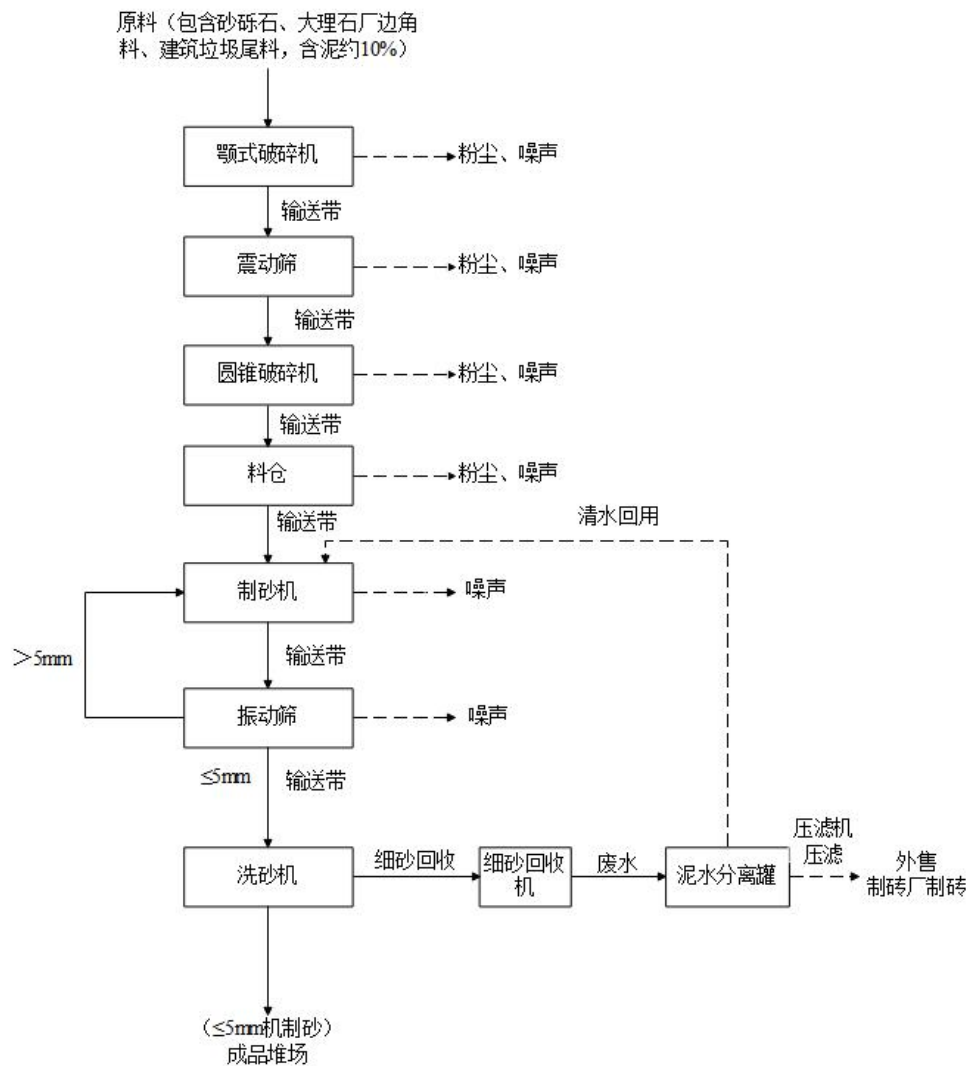 原料（包含砂砾石、大理石厂边角
料、建筑垃圾尾料，含泥约10%）
颚式破碎机
粉尘、噪声
输送带
震动筛
粉尘、噪声
输送带
圆锥破碎机
粉尘、噪声
输送带
料仓
粉尘、噪声
输送带
清水回用
制砂机
噪声
＞5mm
输送带
振动筛
噪声
≤5mm
输送带
洗砂机
细砂回收
细砂回收
机
废水
泥水分离罐
压滤机
压滤
外售
制砖厂制砖
（≤5mm机制砂）
成品堆场